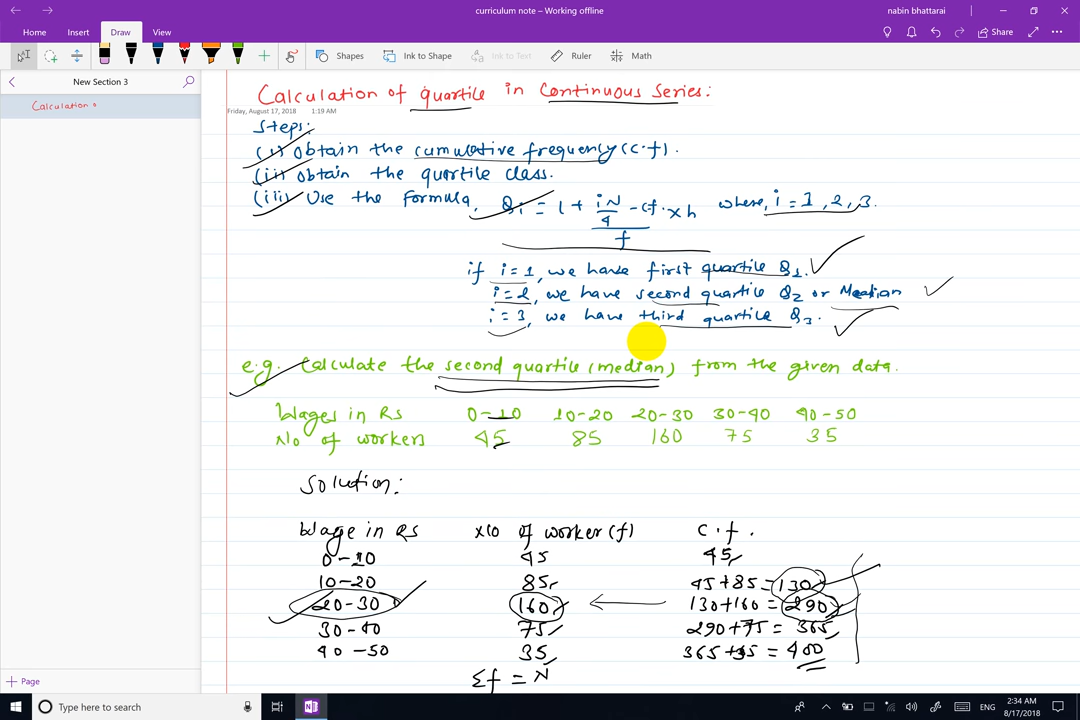 curriculum note – Working offline
nabin bhattarai
Home Insert Draw View
Share
Shapes Ink to Shape Ink to Text Ruler Math
New Section 3
Calculation o
Calculation of quartile in Continuous Series:
Friday, August 17, 2018 1:19 AM
Steps:
(i) Obtain the cumulative frequency (c.f).
(ii) Obtain the quartile class.
(iii) Use the formula, Qi = l + iN/4 - cf. / f × h where, i = 1, 2, 3.
if i=1, we have first quartile Q1.
i=2, we have second quartile Q2 or Median
i=3, we have third quartile Q3.
e.g. Calculate the second quartile (median) from the given data.
Wages in RS 0-10 10-20 20-30 30-40 40-50
No of workers 45 85 160 75 35
Solution:
Wage in RS No of worker (f) c.f.
0-10 45 45
10-20 85 45+85=130
20-30 160 130+160=290
30-40 75 290+75=365
40-50 35 365+35=400
Σf = N
Page
Type here to search
ENG
2:34 AM
8/17/2018